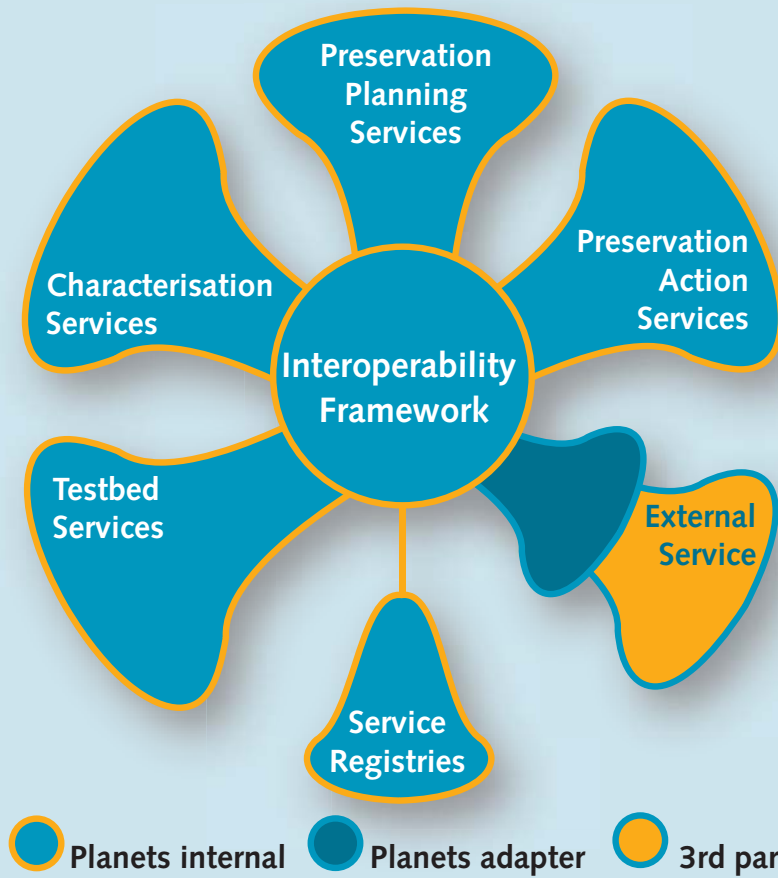 Preservation
Planning
Services
Characterisation
Services
Preservation
Action
Services
Interoperability
Framework
Testbed
Services
External
Service
Service
Registries
Planets internal
Planets adapter
3rd par